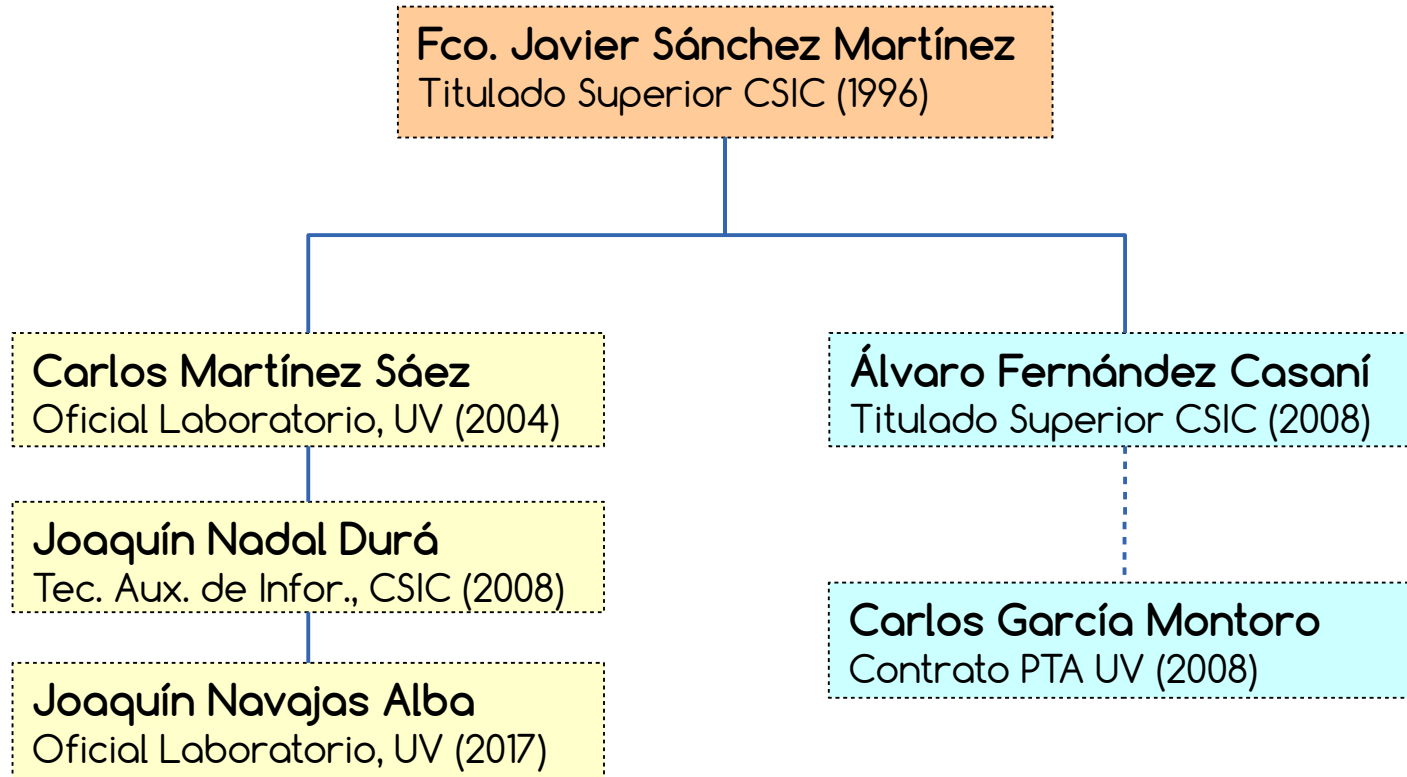 Fco. Javier Sánchez Martínez
Titulado Superior CSIC (1996)
Carlos Martínez Sáez
Oficial Laboratorio, UV (2004)
Joaquín Nadal Durá
Tec. Aux. de Infor., CSIC (2008)
Joaquín Navajas Alba
Oficial Laboratorio, UV (2017)
Álvaro Fernández Casaní
Titulado Superior CSIC (2008)
Carlos García Montoro
Contrato PTA UV (2008)